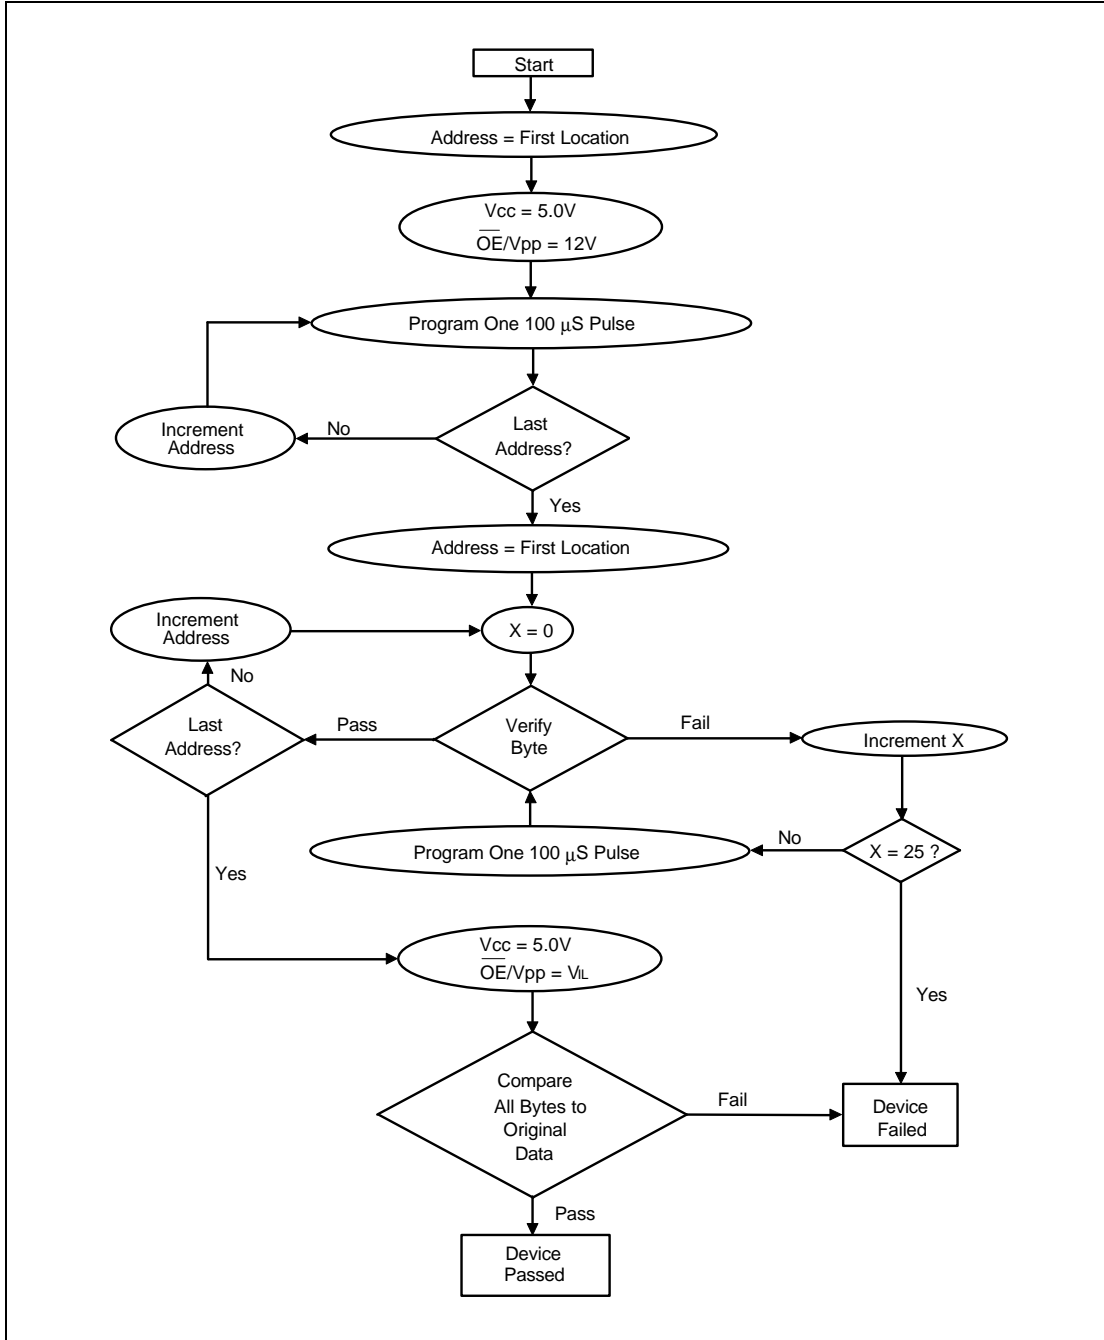 Start
Address = First Location
Vcc = 5.0V
O̅E̅/Vpp = 12V
Program One 100 μS Pulse
Increment
Address
No
Last
Address?
Yes
Address = First Location
Increment
Address
X = 0
No
Last
Address?
Pass
Verify
Byte
Fail
Increment X
Program One 100 μS Pulse
No
X = 25 ?
Yes
Vcc = 5.0V
O̅E̅/Vpp = VIL
Yes
Compare
All Bytes to
Original
Data
Fail
Device
Failed
Pass
Device
Passed